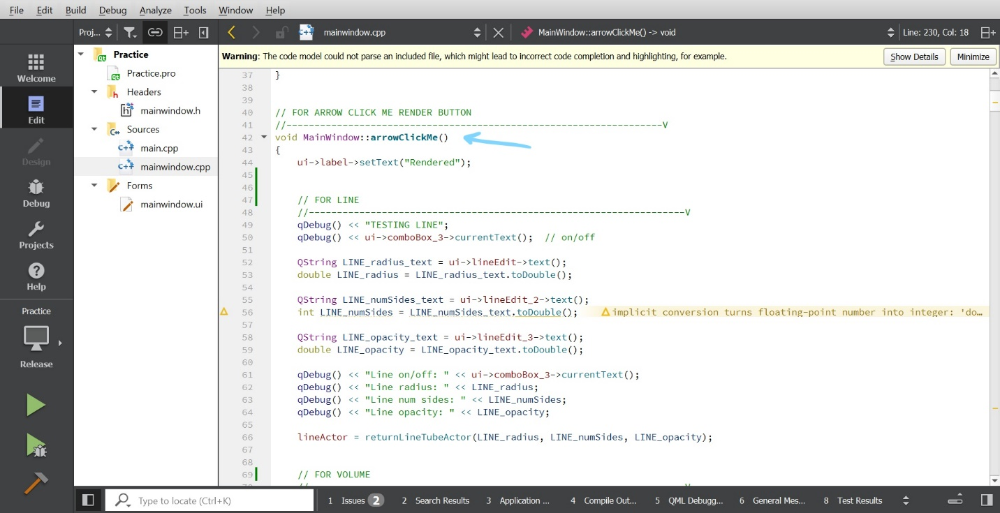 File Edit Build Debug Analyze Tools Window Help
Proj... mainwindow.cpp MainWindow::arrowClickMe() -> void Line: 230, Col: 18
Warning: The code model could not parse an included file, which might lead to incorrect code completion and highlighting, for example. Show Details Minimize
Welcome
Edit
Design
Debug
Projects
Help
Practice
Release
Practice
Practice.pro
Headers
mainwindow.h
Sources
main.cpp
mainwindow.cpp
Forms
mainwindow.ui
37 }
38
39
40 // FOR ARROW CLICK ME RENDER BUTTON
41 //-------------------------------------------------------------------V
42 void MainWindow::arrowClickMe()
43 {
44 ui->label->setText("Rendered");
45
46
47 // FOR LINE
48 //-------------------------------------------------------------------V
49 qDebug() << "TESTING LINE";
50 qDebug() << ui->comboBox_3->currentText(); // on/off
51
52 QString LINE_radius_text = ui->lineEdit->text();
53 double LINE_radius = LINE_radius_text.toDouble();
54
55 QString LINE_numSides_text = ui->lineEdit_2->text();
56 int LINE_numSides = LINE_numSides_text.toDouble(); implicit conversion turns floating-point number into integer: 'do…
57
58 QString LINE_opacity_text = ui->lineEdit_3->text();
59 double LINE_opacity = LINE_opacity_text.toDouble();
60
61 qDebug() << "Line on/off: " << ui->comboBox_3->currentText();
62 qDebug() << "Line radius: " << LINE_radius;
63 qDebug() << "Line num sides: " << LINE_numSides;
64 qDebug() << "Line opacity: " << LINE_opacity;
65
66 lineActor = returnLineTubeActor(LINE_radius, LINE_numSides, LINE_opacity);
67
68
69 // FOR VOLUME
Type to locate (Ctrl+K) 1 Issues 2 2 Search Results 3 Application ... 4 Compile Out... 5 QML Debugg... 6 General Mes... 8 Test Results